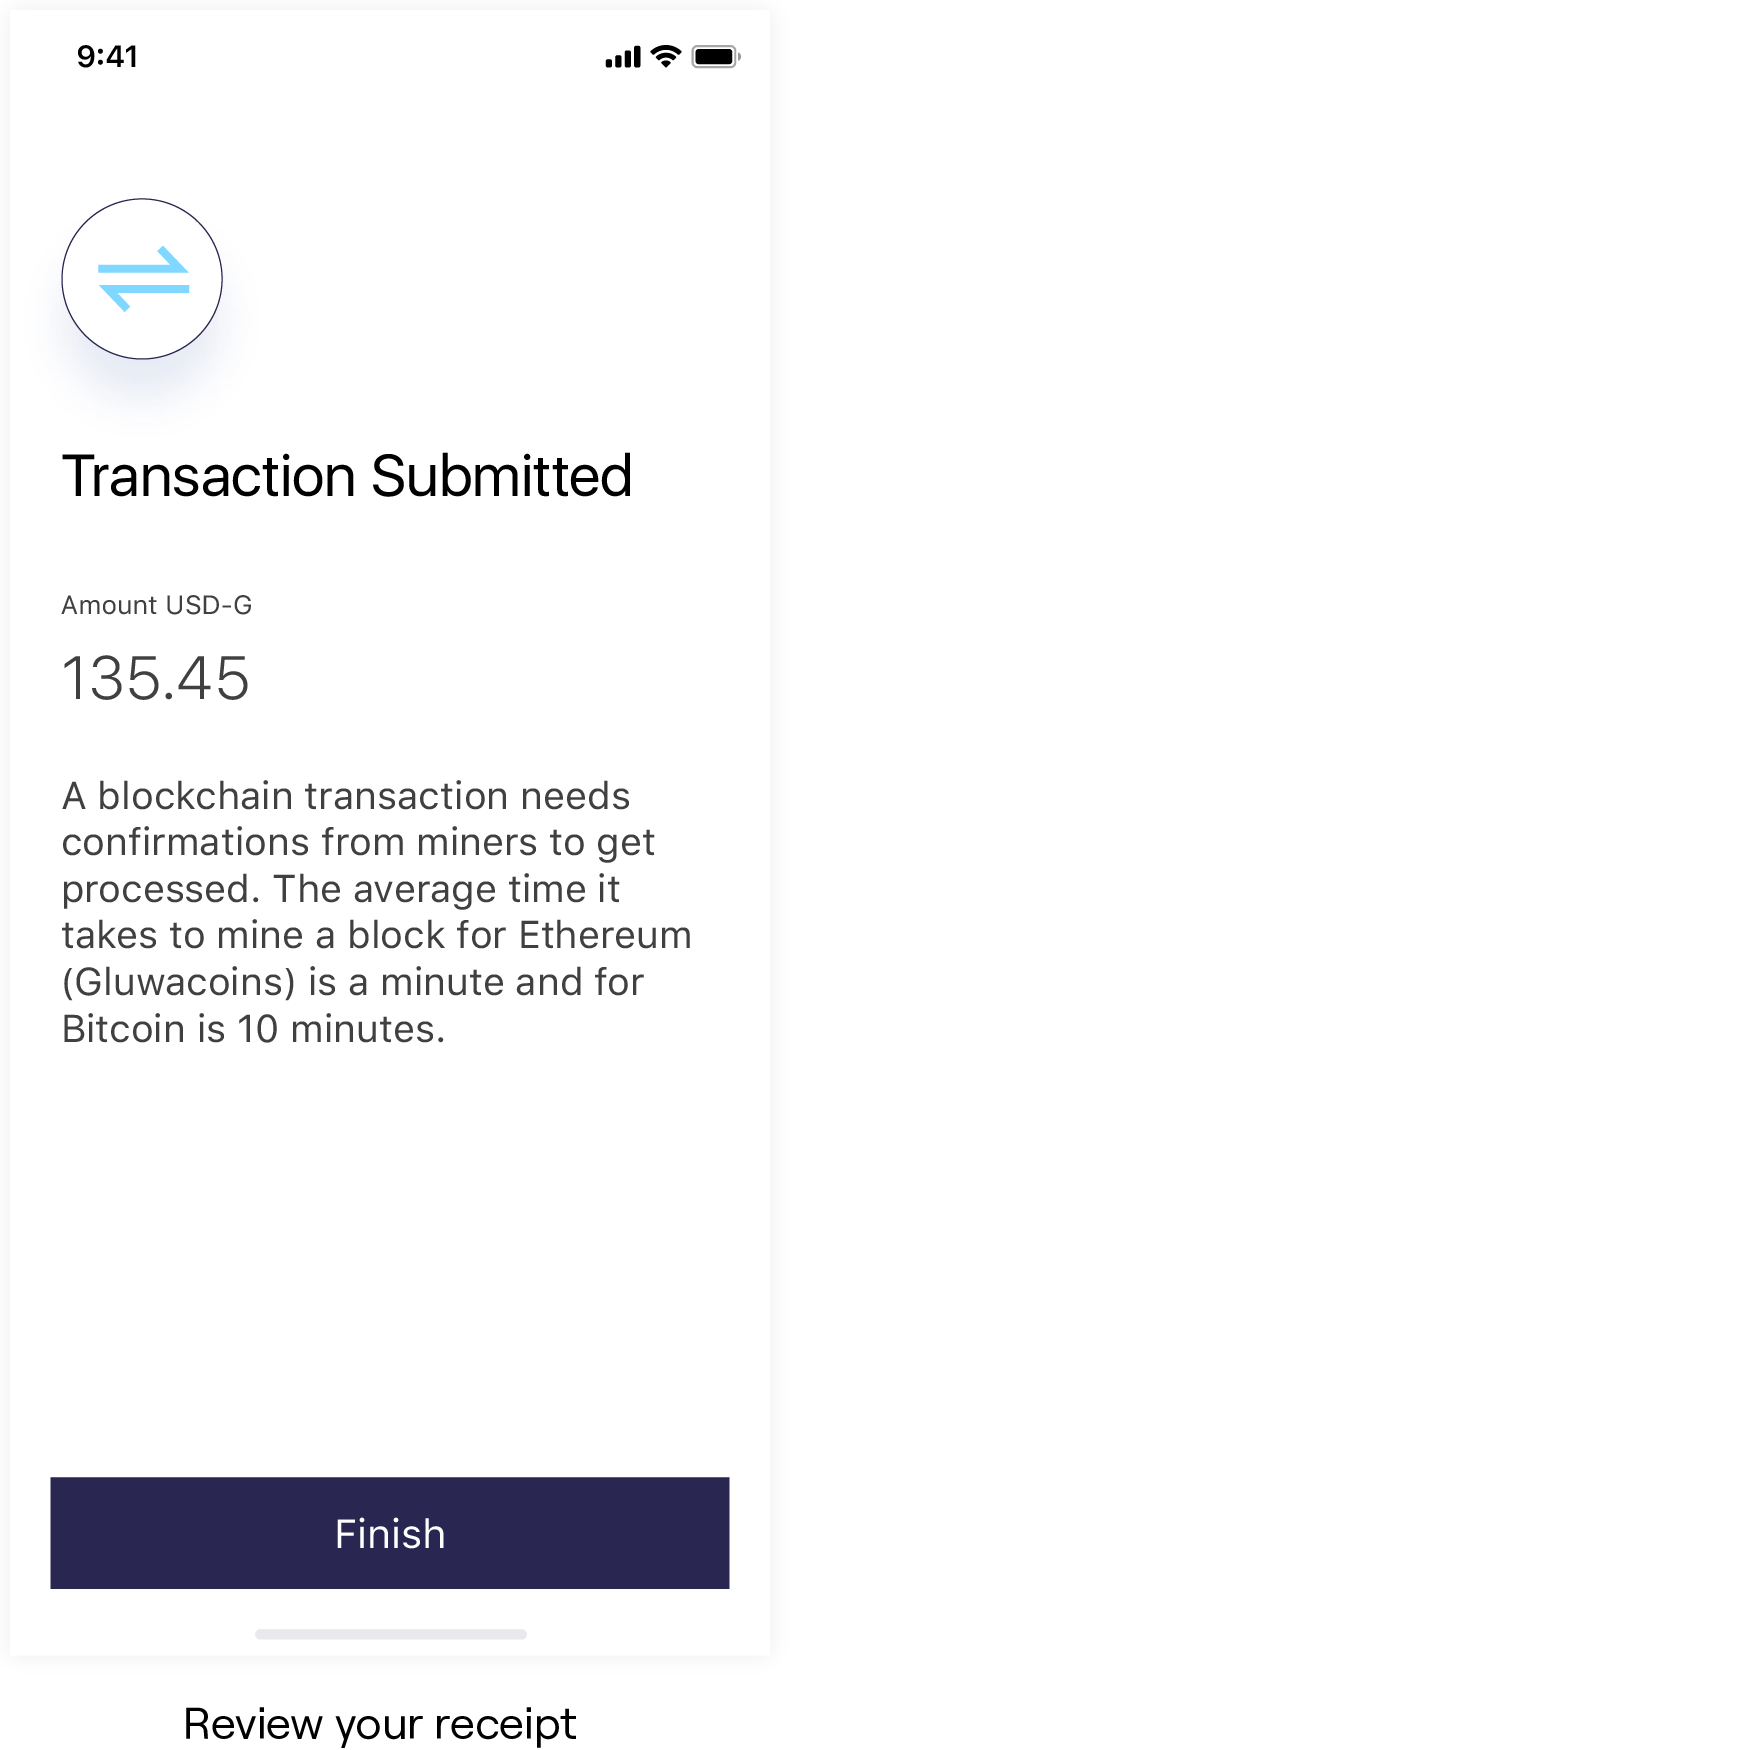 9:41
Transaction Submitted
Amount USD-G
135.45
A blockchain transaction needs
confirmations from miners to get
processed. The average time it
takes to mine a block for Ethereum
(Gluwacoins) is a minute and for
Bitcoin is 10 minutes.
Finish
Review your receipt